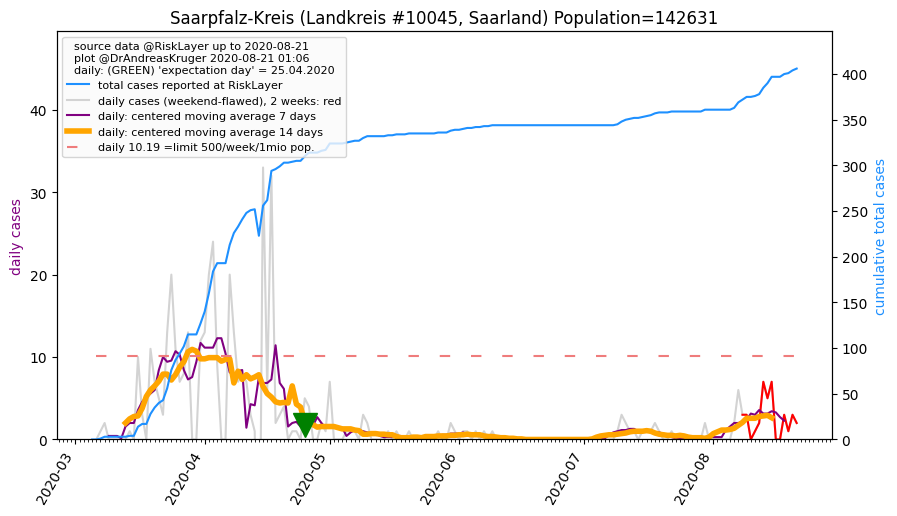 Saarpfalz-Kreis (Landkreis #10045, Saarland) Population=142631
source data @RiskLayer up to 2020-08-21
plot @DrAndreasKruger 2020-08-21 01:06
daily: (GREEN) 'expectation day' = 25.04.2020
total cases reported at RiskLayer
daily cases (weekend-flawed), 2 weeks: red
daily: centered moving average 7 days
daily: centered moving average 14 days
daily 10.19 =limit 500/week/1mio pop.
daily cases
40
30
20
10
0
cumulative total cases
400
350
300
250
200
150
100
50
0
2020-03
2020-04
2020-05
2020-06
2020-07
2020-08